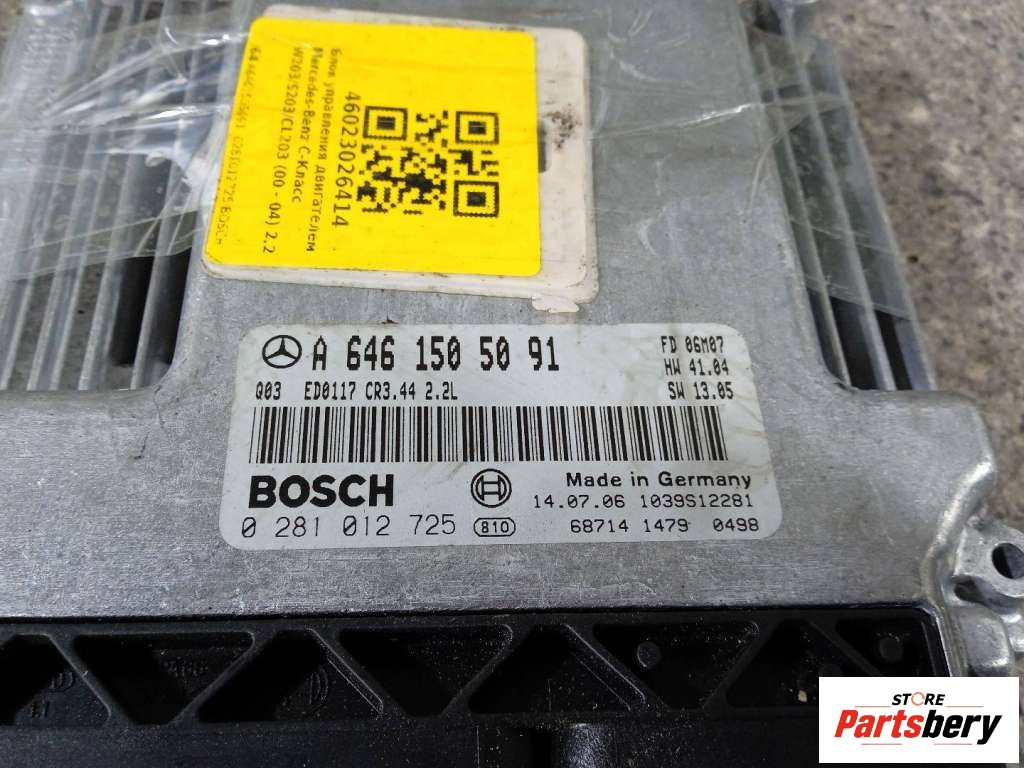 Блок управления двигателем
Mercedes-Benz C-Класс
W203/S203/CL203 (00 - 04) 2.2
46023026414
BOSCH
A 646 150 50 91
FD 06M07
HW 41.04
Q03 ED0117 CR3.44 2.2L
SW 13.05
BOSCH
Made in Germany
14.07.06 1039S12281
0 281 012 725
810
68714 1479 0498
STORE
Partsbery